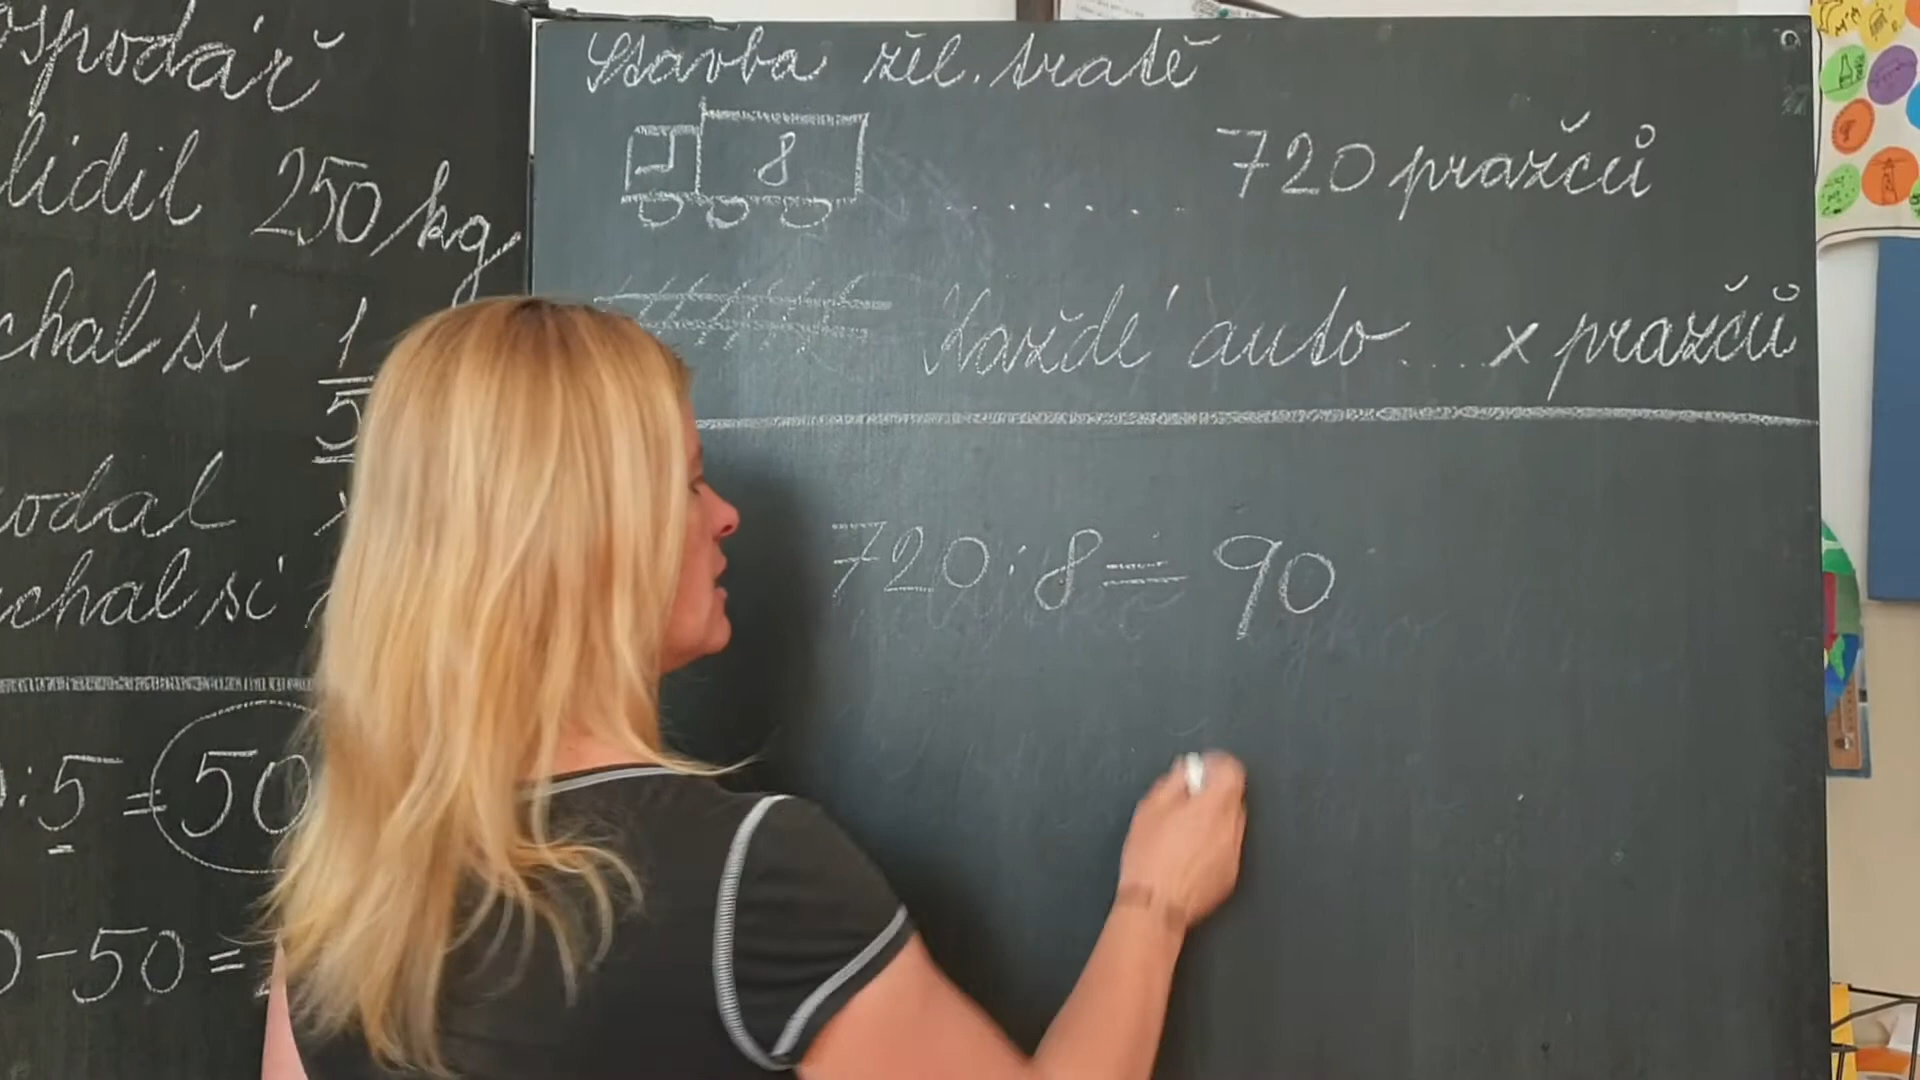 ospodář
lidil 250 kg
chal si 1
5
odal
chal si
: 5 = 50
0 - 50 =
Stavba žel. tratě
8 ........ 720 pražců
Každé auto .... x pražců
720 : 8 = 90